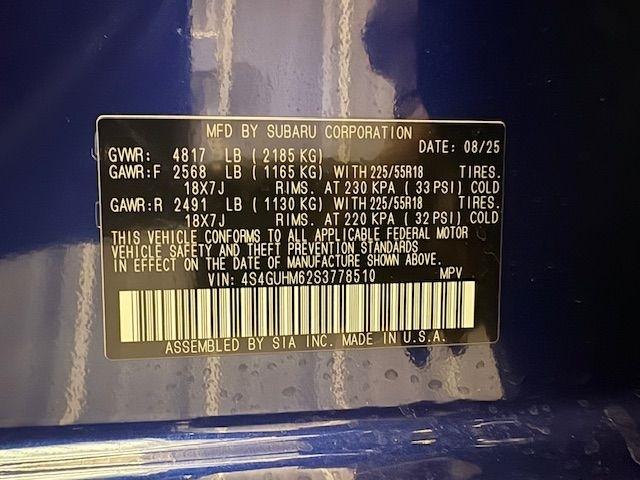 MFD BY SUBARU CORPORATION
DATE: 08/25
GVWR: 4817 LB (2185 KG)
GAWR:F 2568 LB (1165 KG) WITH 225/55R18 TIRES.
18X7J RIMS. AT 230 KPA (33 PSI) COLD
GAWR:R 2491 LB (1130 KG) WITH 225/55R18 TIRES.
18X7J RIMS. AT 220 KPA (32 PSI) COLD
THIS VEHICLE CONFORMS TO ALL APPLICABLE FEDERAL MOTOR
VEHICLE SAFETY AND THEFT PREVENTION STANDARDS
IN EFFECT ON THE DATE OF MANUFACTURE SHOWN ABOVE.
VIN: 4S4GUHM62S3778510 MPV
ASSEMBLED BY SIA INC. IN U.S.A.